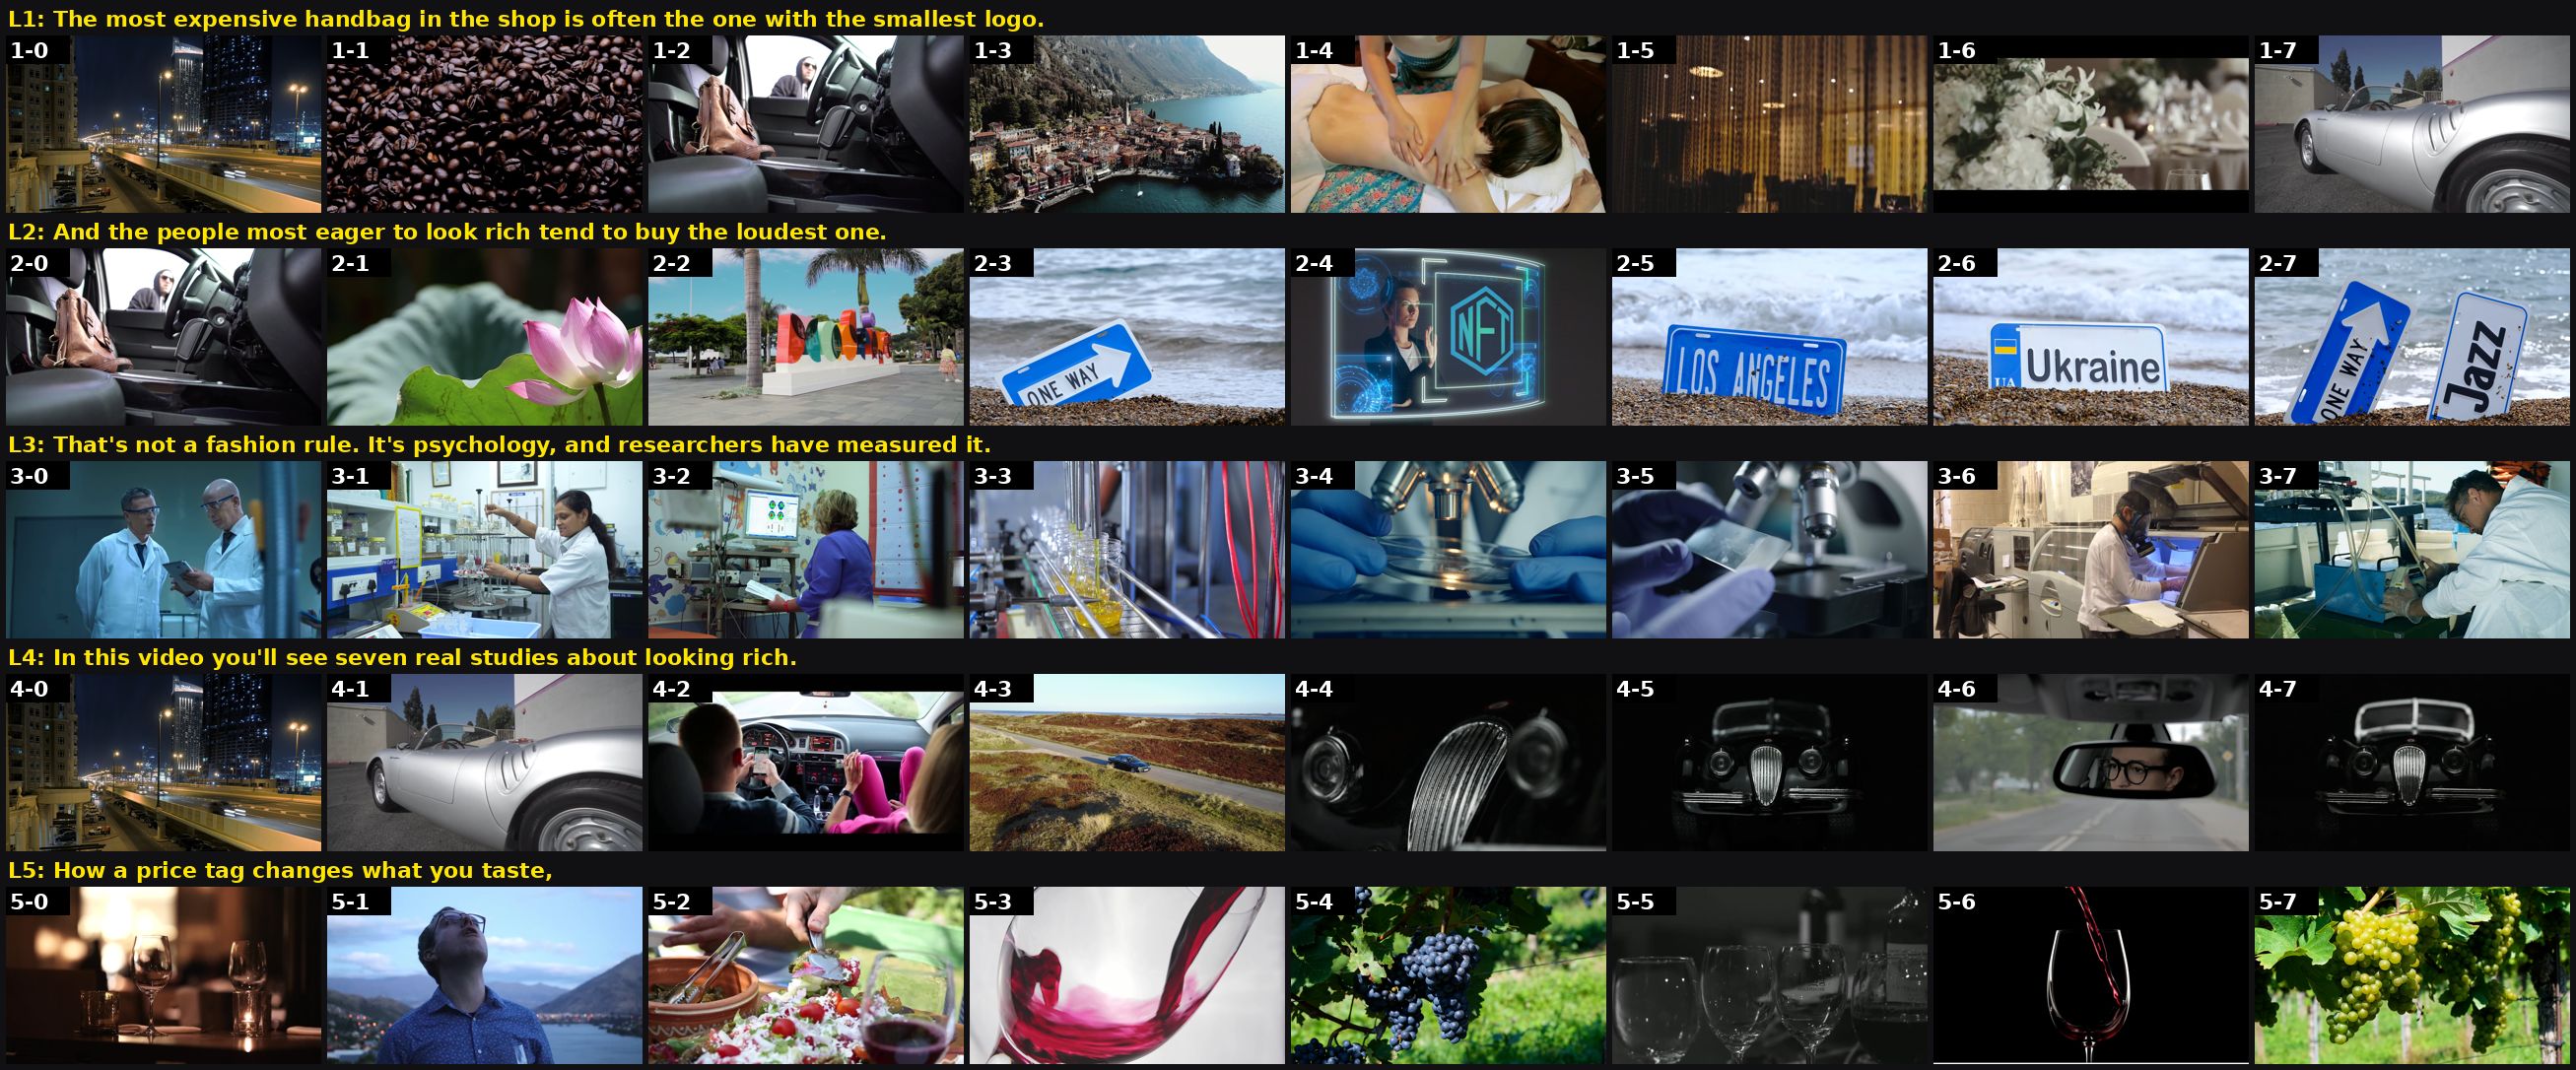 L1: The most expensive handbag in the shop is often the one with the smallest logo.
1-0 1-1 1-2 1-3 1-4 1-5 1-6 1-7
L2: And the people most eager to look rich tend to buy the loudest one.
2-0 2-1 2-2 2-3 2-4 2-5 2-6 2-7
ONE WAY
NFT
LOS ANGELES
UA Ukraine
ONE WAY
Jazz
L3: That's not a fashion rule. It's psychology, and researchers have measured it.
3-0 3-1 3-2 3-3 3-4 3-5 3-6 3-7
L4: In this video you'll see seven real studies about looking rich.
4-0 4-1 4-2 4-3 4-4 4-5 4-6 4-7
L5: How a price tag changes what you taste,
5-0 5-1 5-2 5-3 5-4 5-5 5-6 5-7